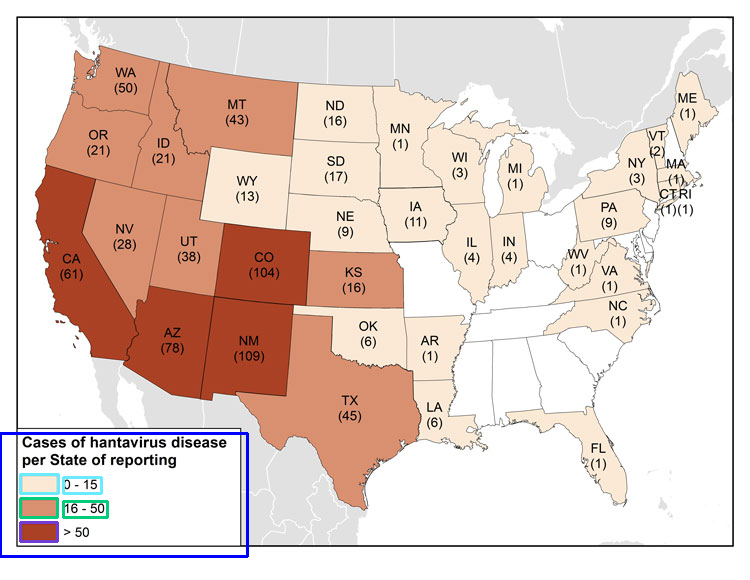 WA
(50)
MT
(43)
ND
(16)
MN
(1)
ME
(1)
OR
(21)
ID
(21)
SD
(17)
WI
(3)
MI
(1)
VT
(2)
NY
(3)
MA
(1)
CT
(1)
RI
(1)
WY
(13)
NE
(9)
IA
(11)
PA
(9)
NV
(28)
UT
(38)
CO
(104)
KS
(16)
IL
(4)
IN
(4)
WV
(1)
VA
(1)
CA
(61)
NC
(1)
AZ
(78)
NM
(109)
OK
(6)
AR
(1)
TX
(45)
LA
(6)
FL
(1)
Cases of hantavirus disease
per State of reporting
0 - 15
16 - 50
> 50